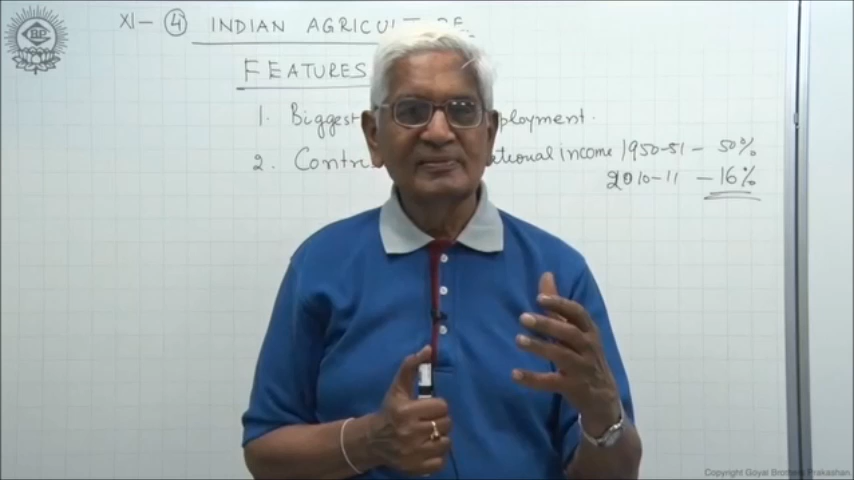 XI- 4 INDIAN AGRICULTURE
FEATURES
1. Biggest ployment.
2. Contr ational income 1950-51 - 50%
2010-11 - 16%
Copyright Goyal Brothers Prakashan